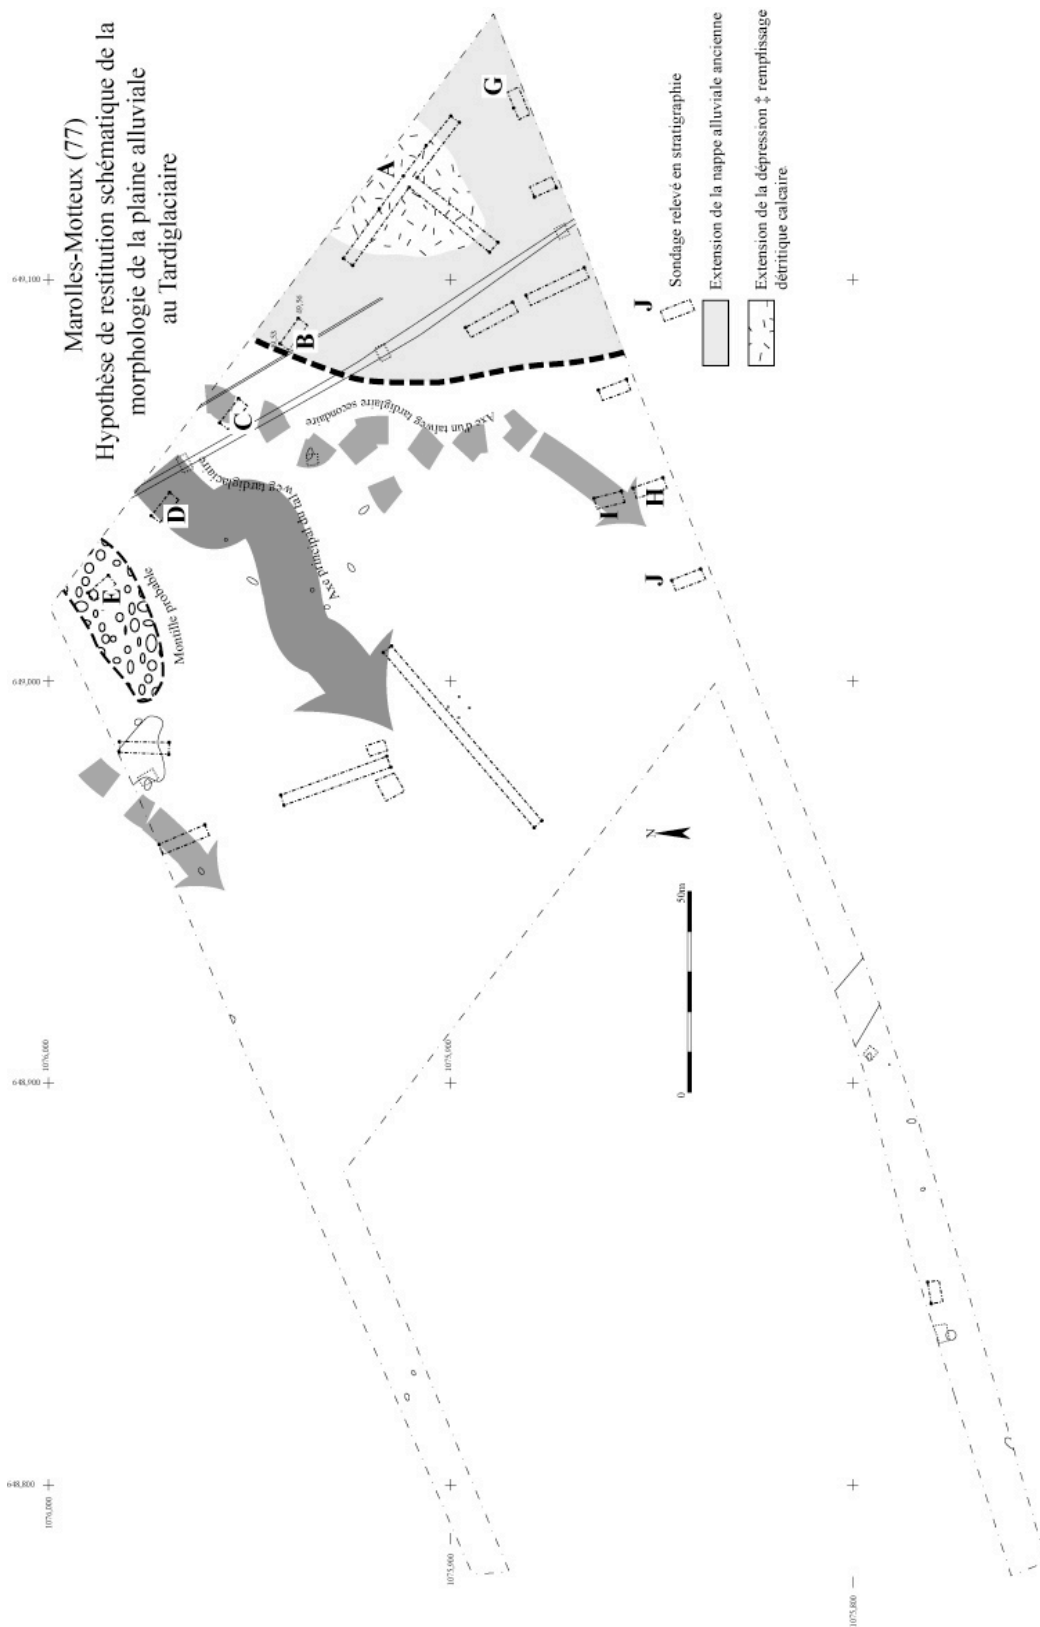 Marolles-Motteux (77)
Hypothèse de restitution schématique de la
morphologie de la plaine alluviale
au Tardiglaciaire
649,100
649,000
648,900
1076,000
648,800
1076,000
1075,900
1075,900
1075,800
A
B
49,56
C
D
E
G
H
I
J
Axe d'un talweg tardiglaciaire secondaire
Axe principal du talweg tardiglaciaire
Montille probable
J
Sondage relevé en stratigraphie
Extension de la nappe alluviale ancienne
Extension de la dépression ‡ remplissage
détritique calcaire
N
0
50m